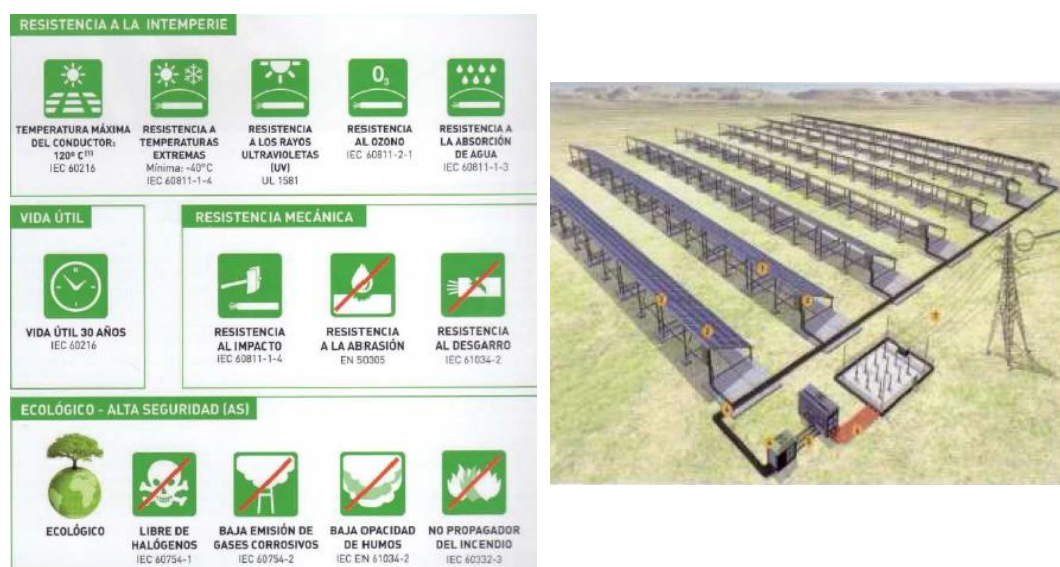 RESISTENCIA A LA INTEMPERIE
TEMPERATURA MÁXIMA
DEL CONDUCTOR:
120º C(1)
IEC 60216
RESISTENCIA A
TEMPERATURAS
EXTREMAS
Mínima: -40°C
IEC 60811-1-4
RESISTENCIA
A LOS RAYOS
ULTRAVIOLETAS
(UV)
UL 1581
O3
RESISTENCIA
AL OZONO
IEC 60811-2-1
RESISTENCIA A
LA ABSORCIÓN
DE AGUA
IEC 60811-1-3
VIDA ÚTIL
VIDA ÚTIL 30 AÑOS
IEC 60216
RESISTENCIA MECÁNICA
RESISTENCIA
AL IMPACTO
IEC 60811-1-4
RESISTENCIA
A LA ABRASIÓN
EN 50305
RESISTENCIA
AL DESGARRO
IEC 61034-2
ECOLÓGICO - ALTA SEGURIDAD (AS)
ECOLÓGICO
LIBRE DE
HALÓGENOS
IEC 60754-1
BAJA EMISIÓN DE
GASES CORROSIVOS
IEC 60754-2
BAJA OPACIDAD
DE HUMOS
IEC EN 61034-2
NO PROPAGADOR
DEL INCENDIO
IEC 60332-3